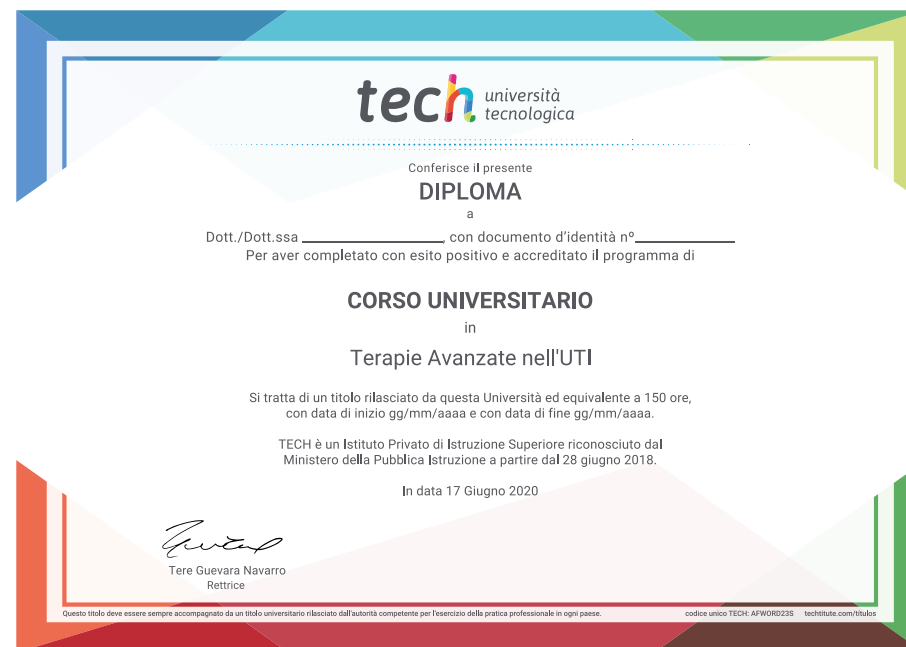 tech università
tecnologica
Conferisce il presente
DIPLOMA
a
Dott./Dott.ssa ____________, con documento d'identità nº____________
Per aver completato con esito positivo e accreditato il programma di
CORSO UNIVERSITARIO
in
Terapie Avanzate nell'UTI
Si tratta di un titolo rilasciato da questa Università ed equivalente a 150 ore,
con data di inizio gg/mm/aaaa e con data di fine gg/mm/aaaa.
TECH è un Istituto Privato di Istruzione Superiore riconosciuto dal
Ministero della Pubblica Istruzione a partire dal 28 giugno 2018.
In data 17 Giugno 2020
Tere Guevara Navarro
Rettrice
Questo titolo deve essere sempre accompagnato da un titolo universitario rilasciato dall'autorità competente per l'esercizio della pratica professionale in ogni paese. codice unico TECH: AFWORD23S techtitute.com/títulos